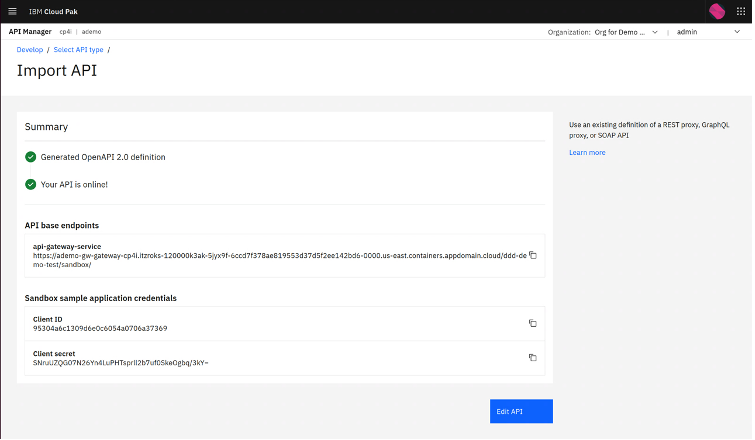 IBM Cloud Pak
API Manager cp4i | ademo Organization: Org for Demo ... | admin
Develop / Select API type /
Import API
Summary
Generated OpenAPI 2.0 definition
Your API is online!
API base endpoints
api-gateway-service
https://ademo-gw-gateway-cp4i.itzroks-120000k3ak-5jyx9f-6ccd7f378ae819553d37d5f2ee142bd6-0000.us-east.containers.appdomain.cloud/ddd-de
mo-test/sandbox/
Sandbox sample application credentials
Client ID
95304a6c1309d6e0c6054a0706a37369
Client secret
SNruUZQG07N26Yn4LuPHTsprll2b7uf0SkeOgbq/3kY=
Edit API
Use an existing definition of a REST proxy, GraphQL
proxy, or SOAP API
Learn more